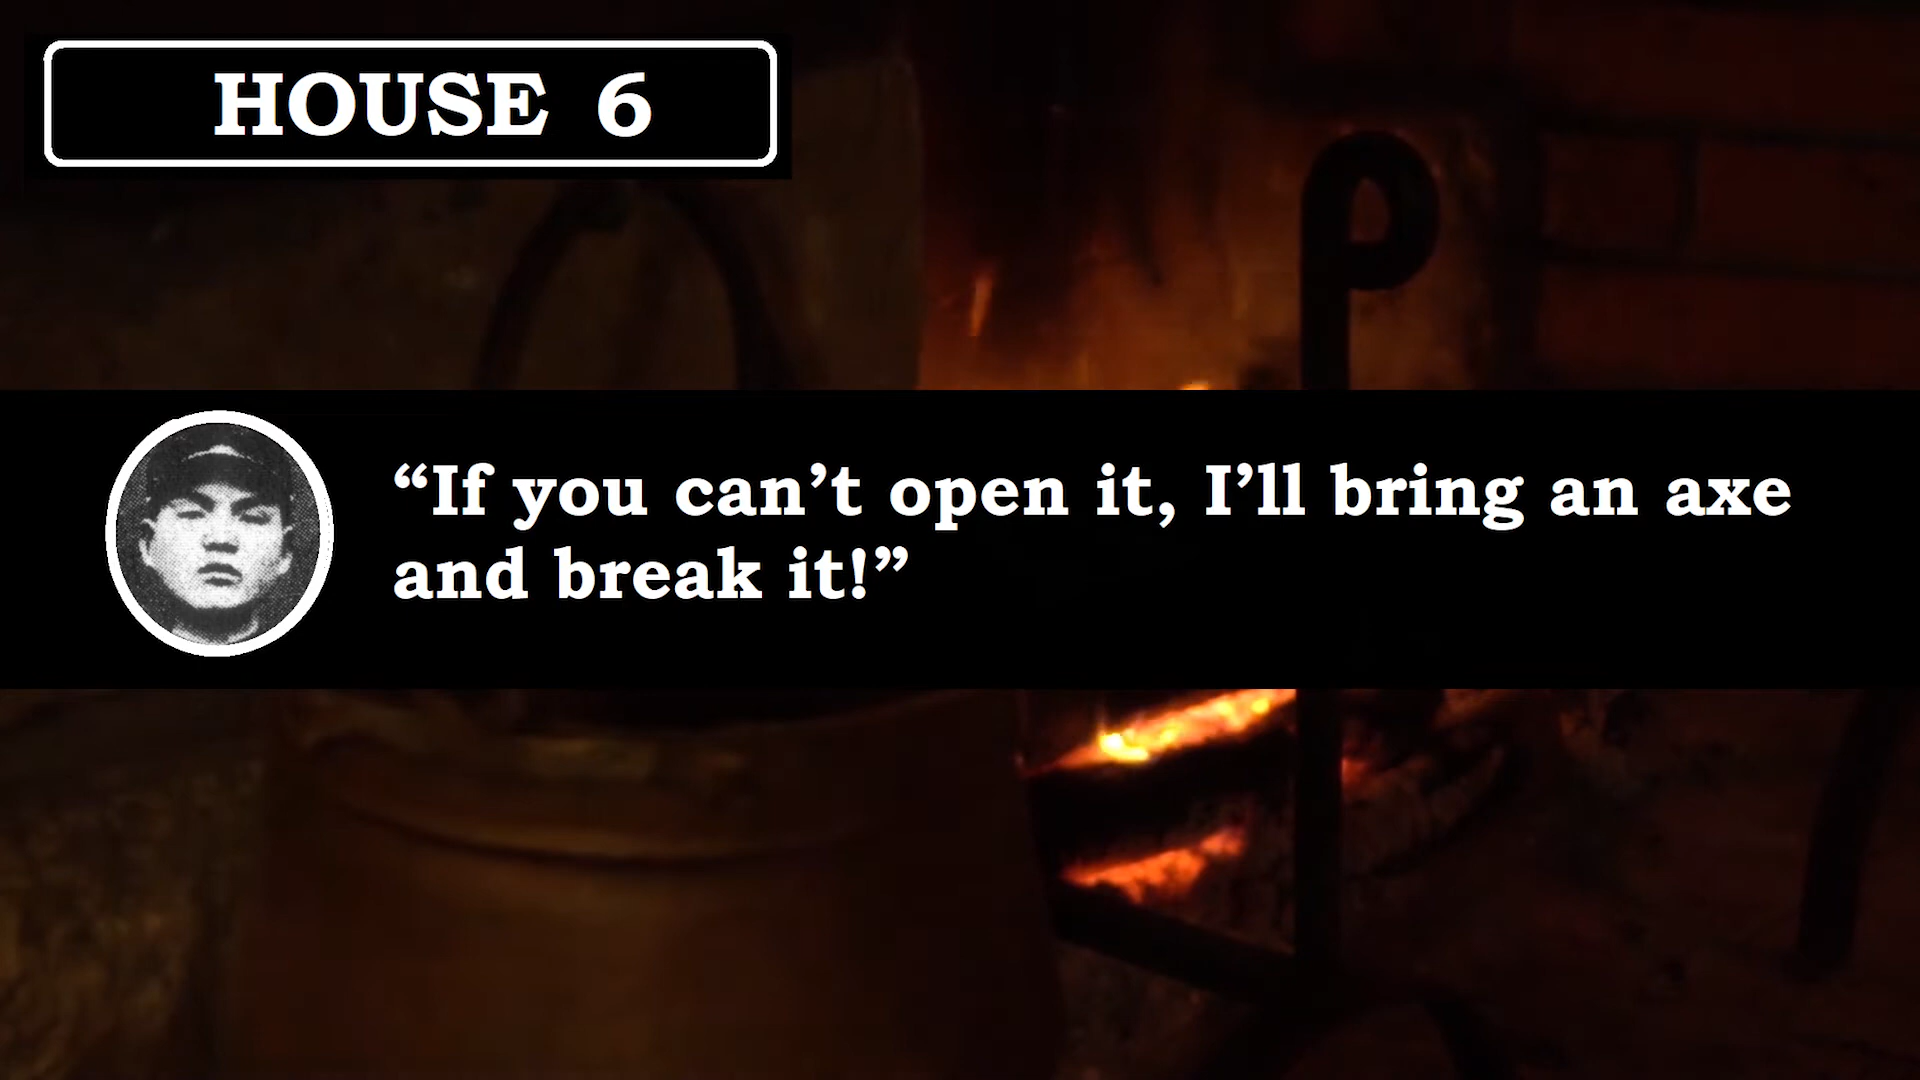 HOUSE 6
“If you can’t open it, I’ll bring an axe
and break it!”